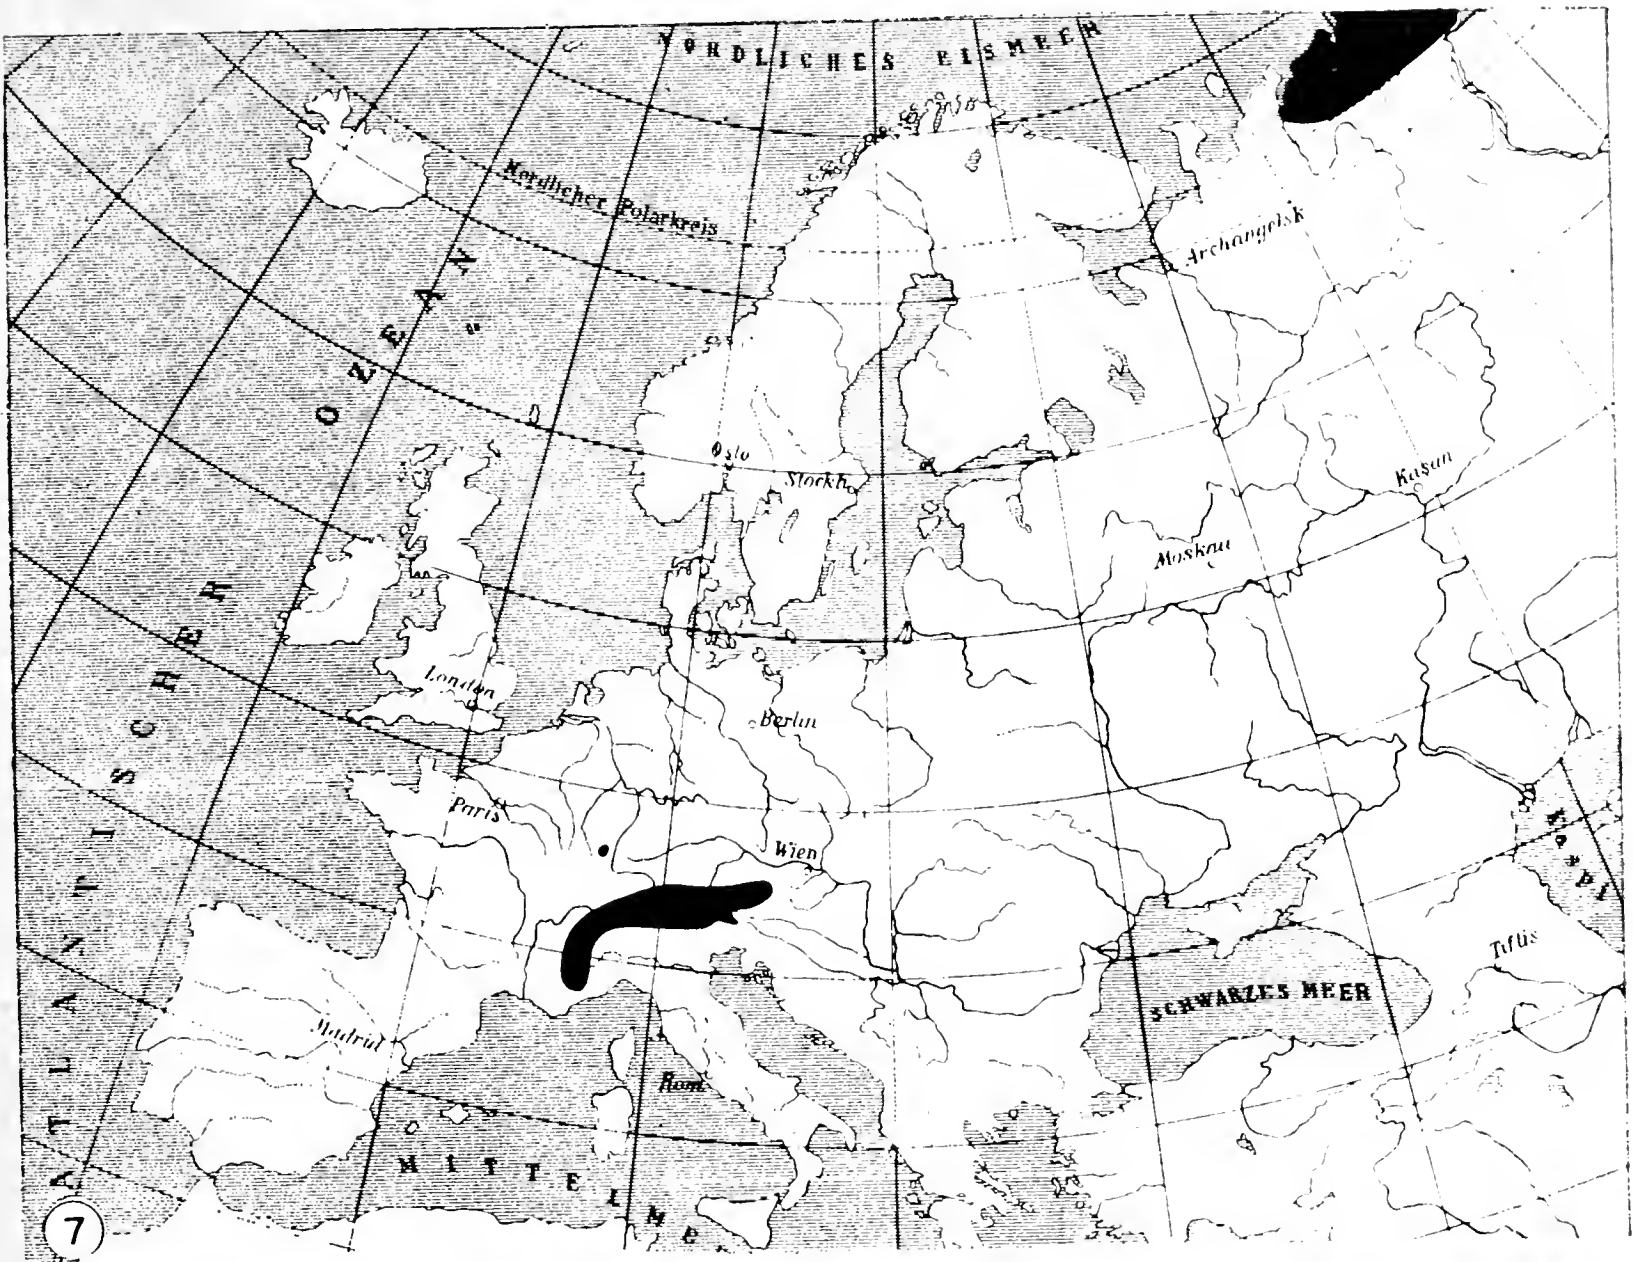 NÖRDLICHES EISMEER
Nördlicher Polarkreis
ATLANTISCHER OZEAN
Archangelsk
Oslo
Stockh.
Kasan
Moskau
London
Berlin
Paris
Wien
Kaspi
Tiflis
SCHWARZES MEER
Madrid
Rom
MITTELME
7